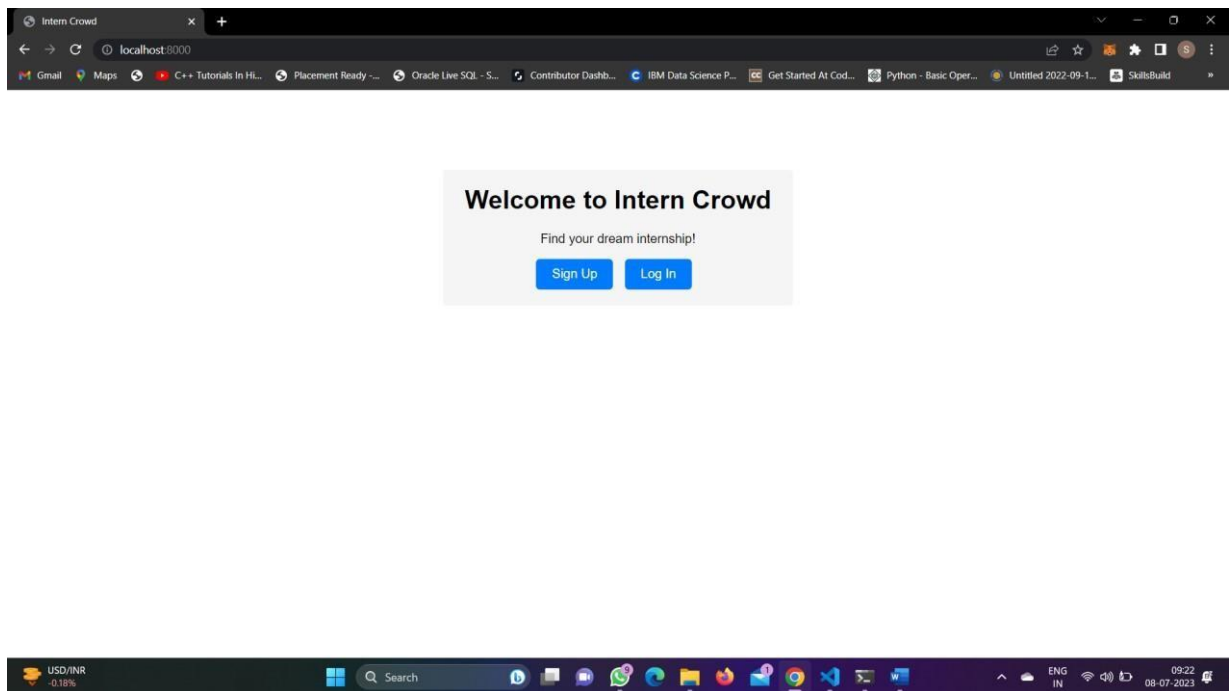 Intern Crowd
localhost:8000
Gmail Maps C++ Tutorials In Hi... Placement Ready -... Oracle Live SQL - S... Contributor Dashb... IBM Data Science P... Get Started At Cod... Python - Basic Oper... Untitled 2022-09-1... SkillsBuild »
Welcome to Intern Crowd
Find your dream internship!
Sign Up Log In
USD/INR
-0.18%
Search
ENG
IN
09:22
08-07-2023